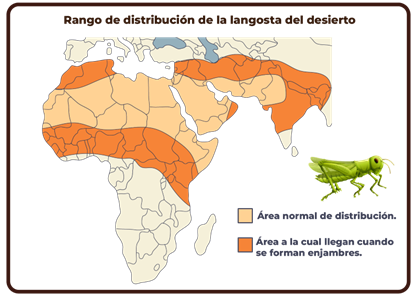 Rango de distribución de la langosta del desierto
Área normal de distribución.
Área a la cual llegan cuando
se forman enjambres.